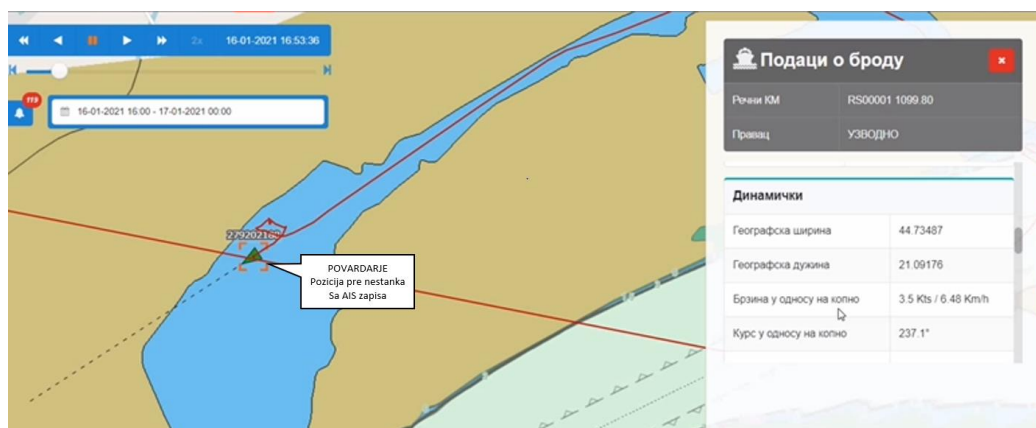 2x
16-01-2021 16:53:36
119
16-01-2021 16:00 - 17-01-2021 00:00
POVARDARJE
Pozicija pre nestanka
Sa AIS zapisa
Подаци о броду
Речни КМ RS00001 1099.80
Правац УЗВОДНО
Динамички
Географска ширина 44.73487
Географска дужина 21.09176
Брзина у односу на копно 3.5 Kts / 6.48 Km/h
Курс у односу на копно 237.1°